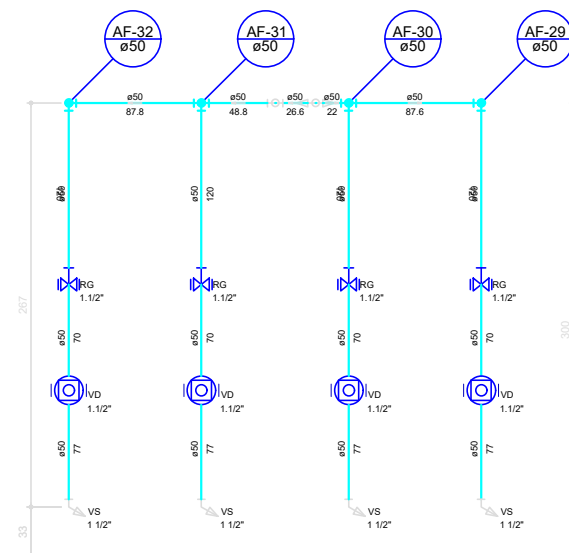 AF-32
ø50
AF-31
ø50
AF-30
ø50
AF-29
ø50
ø50
87.8
ø50
48.8
ø50
26.6
ø50
22
ø50
87.6
ø50
ø50
120
ø50
ø50
RG
1.1/2"
RG
1.1/2"
RG
1.1/2"
RG
1.1/2"
267
300
ø50
70
ø50
70
ø50
70
ø50
70
VD
1.1/2"
VD
1.1/2"
VD
1.1/2"
VD
1.1/2"
ø50
77
ø50
77
ø50
77
ø50
77
VS
1 1/2"
VS
1 1/2"
VS
1 1/2"
VS
1 1/2"
33